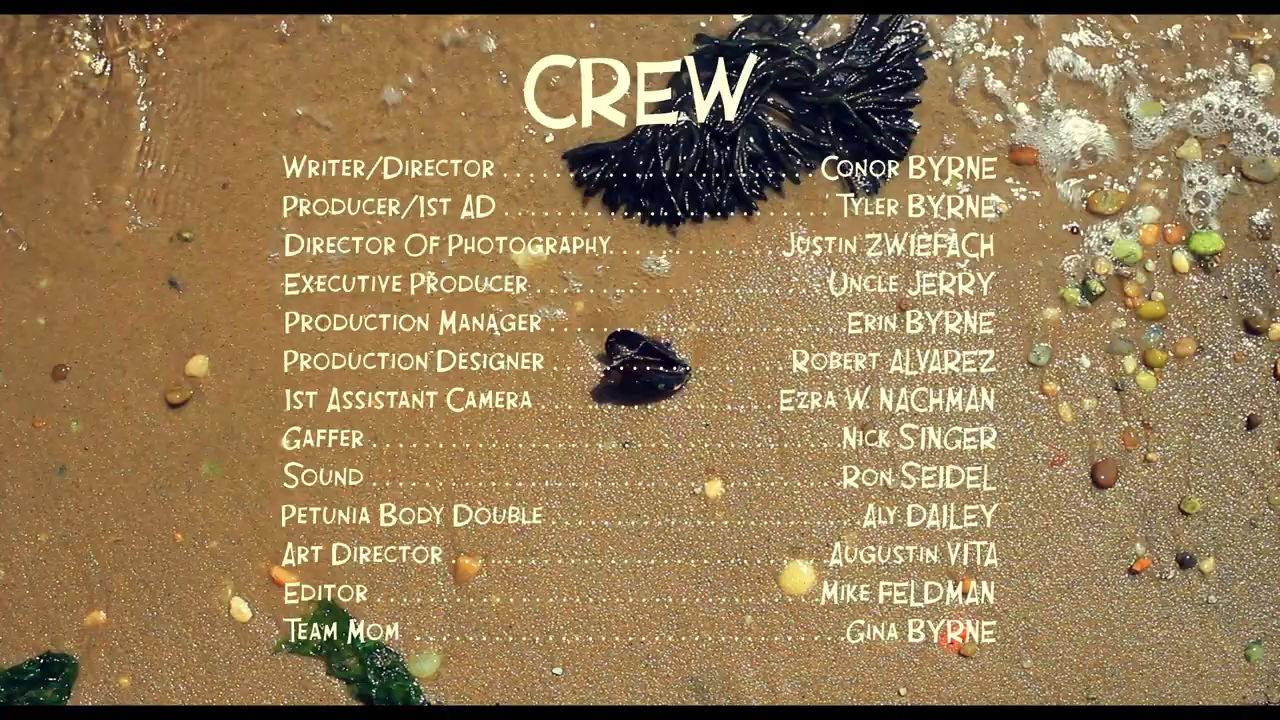 CREW
Writer/Director . . . . . . . . . . . . . . . . . . . . . . Conor BYRNE
Producer/1st AD . . . . . . . . . . . . . . . . . . . . . . Tyler BYRNE
Director Of Photography. . . . . . . . . . . . Justin ZWIEFACH
Executive Producer . . . . . . . . . . . . . . . . . . . . Uncle JERRY
Production Manager . . . . . . . . . . . . . . . . . . . . Erin BYRNE
Production Designer . . . . . . . . . . . . . . . . Robert ALVAREZ
1st Assistant Camera . . . . . . . . . . . . . . . . Ezra W. NACHMAN
Gaffer . . . . . . . . . . . . . . . . . . . . . . . . . . . . . . Nick SINGER
Sound . . . . . . . . . . . . . . . . . . . . . . . . . . . . . . Ron SEIDEL
Petunia Body Double . . . . . . . . . . . . . . . . . . . . Aly DAILEY
Art Director . . . . . . . . . . . . . . . . . . . . . . . . Augustin VITA
Editor . . . . . . . . . . . . . . . . . . . . . . . . . . . . Mike FELDMAN
Team Mom . . . . . . . . . . . . . . . . . . . . . . . . . . . Gina BYRNE